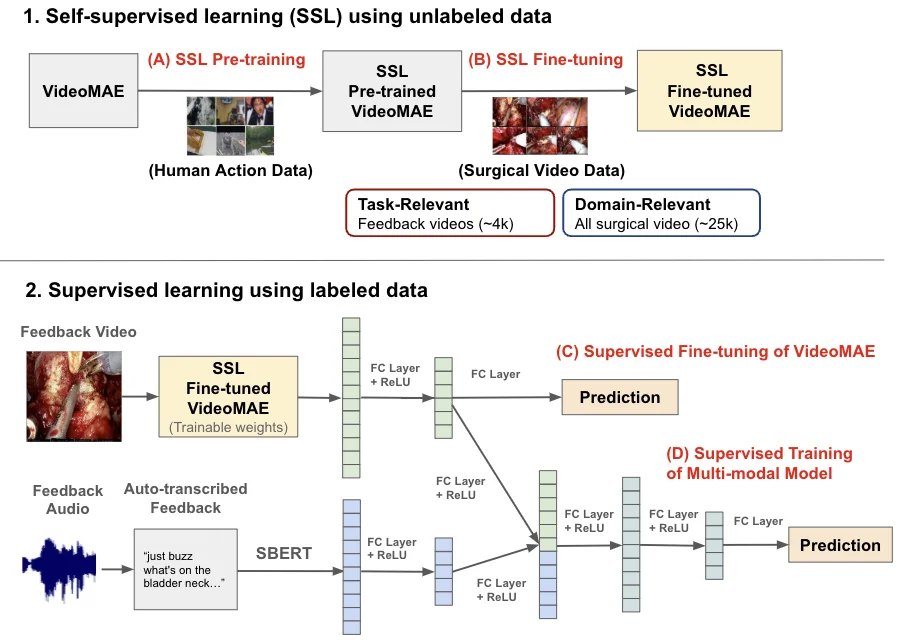 1. Self-supervised learning (SSL) using unlabeled data
VideoMAE
(A) SSL Pre-training
(Human Action Data)
SSL
Pre-trained
VideoMAE
(B) SSL Fine-tuning
(Surgical Video Data)
SSL
Fine-tuned
VideoMAE
Task-Relevant
Feedback videos (~4k)
Domain-Relevant
All surgical video (~25k)
2. Supervised learning using labeled data
Feedback Video
SSL
Fine-tuned
VideoMAE
(Trainable weights)
FC Layer
+ ReLU
FC Layer
(C) Supervised Fine-tuning of VideoMAE
Prediction
(D) Supervised Training
of Multi-modal Model
Feedback
Audio
Auto-transcribed
Feedback
“just buzz
what's on the
bladder neck…”
SBERT
FC Layer
+ ReLU
FC Layer
+ ReLU
FC Layer
+ ReLU
FC Layer
+ ReLU
FC Layer
+ ReLU
FC Layer
Prediction